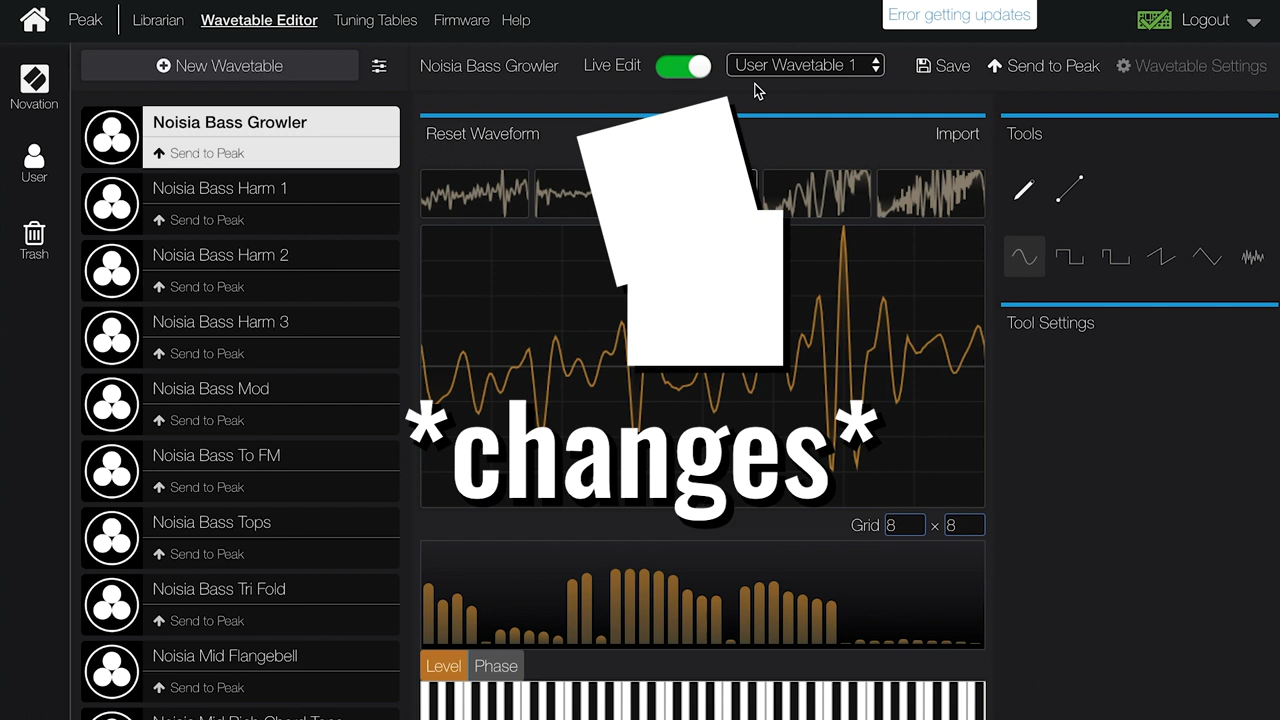 Peak
Librarian
Wavetable Editor
Tuning Tables
Firmware
Help
Error getting updates
Logout
Novation
User
Trash
New Wavetable
Noisia Bass Growler
Live Edit
User Wavetable 1
Save
Send to Peak
Wavetable Settings
Noisia Bass Growler
Send to Peak
Noisia Bass Harm 1
Send to Peak
Noisia Bass Harm 2
Send to Peak
Noisia Bass Harm 3
Send to Peak
Noisia Bass Mod
Send to Peak
Noisia Bass To FM
Send to Peak
Noisia Bass Tops
Send to Peak
Noisia Bass Tri Fold
Send to Peak
Noisia Mid Flangebell
Send to Peak
Reset Waveform
Import
*changes*
Grid 8 × 8
Level
Phase
Tools
Tool Settings